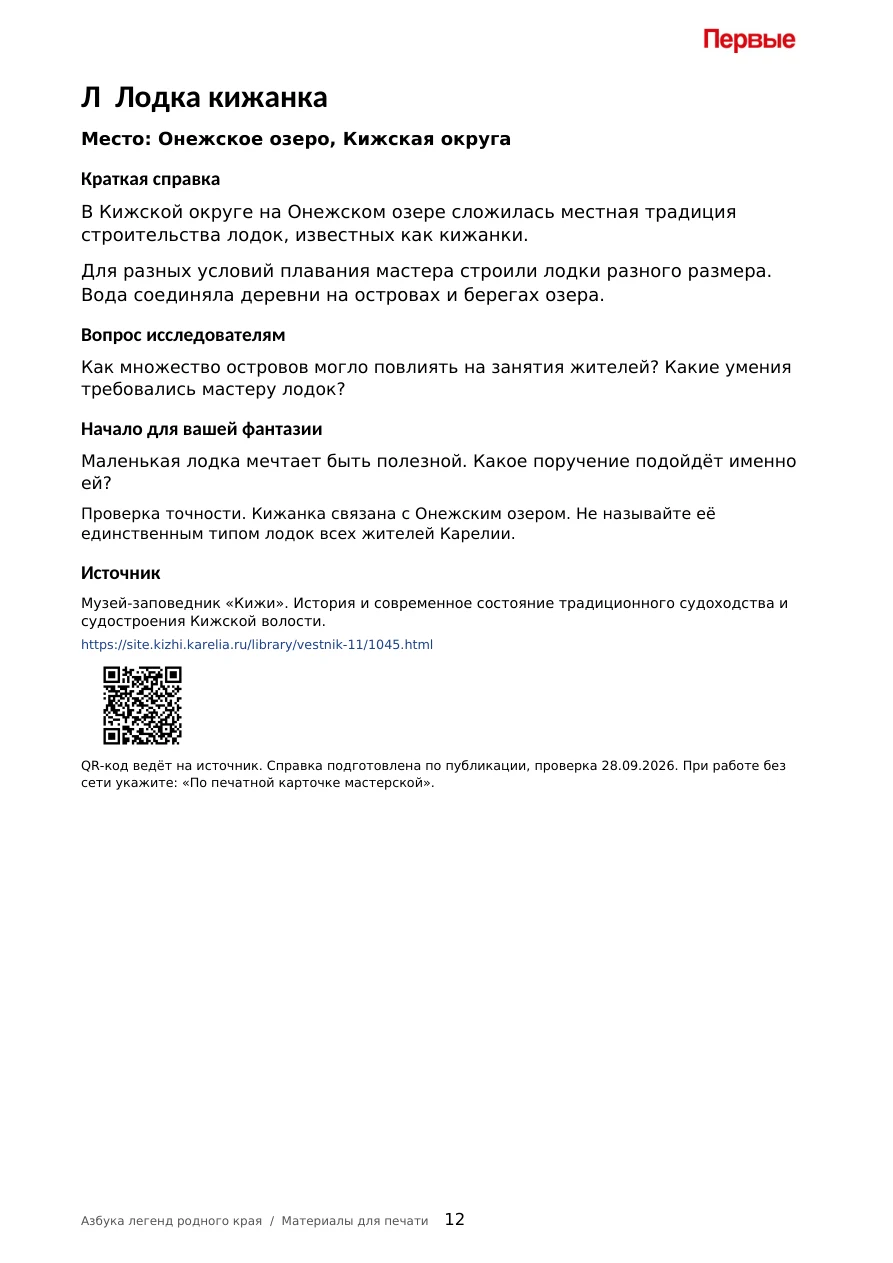 Первые
Л Лодка кижанка
Место: Онежское озеро, Кижская округа
Краткая справка
В Кижской округе на Онежском озере сложилась местная традиция
строительства лодок, известных как кижанки.
Для разных условий плавания мастера строили лодки разного размера.
Вода соединяла деревни на островах и берегах озера.
Вопрос исследователям
Как множество островов могло повлиять на занятия жителей? Какие умения
требовались мастеру лодок?
Начало для вашей фантазии
Маленькая лодка мечтает быть полезной. Какое поручение подойдёт именно
ей?
Проверка точности. Кижанка связана с Онежским озером. Не называйте её
единственным типом лодок всех жителей Карелии.
Источник
Музей-заповедник «Кижи». История и современное состояние традиционного судоходства и
судостроения Кижской волости.
https://site.kizhi.karelia.ru/library/vestnik-11/1045.html
QR-код ведёт на источник. Справка подготовлена по публикации, проверка 28.09.2026. При работе без
сети укажите: «По печатной карточке мастерской».
Азбука легенд родного края / Материалы для печати 12